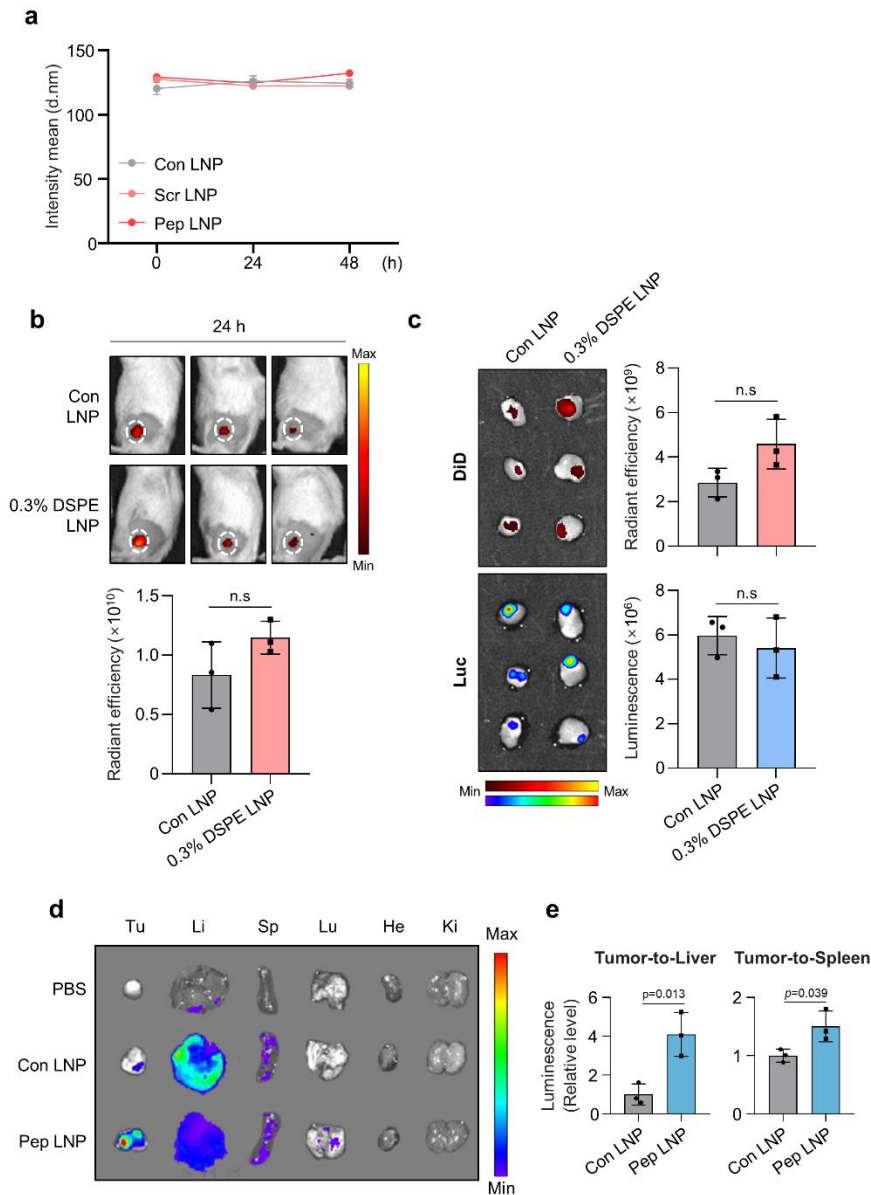 a
150
100
50
0
Intensity mean (d.nm)
Con LNP
Scr LNP
Pep LNP
0 24 48 (h)
b
24 h
Con
LNP
0.3% DSPE
LNP
Max
Min
1.5
1.0
0.5
0
Radiant efficiency (×10¹⁰)
n.s
Con LNP
0.3% DSPE LNP
c
Con LNP
0.3% DSPE LNP
DiD
Luc
Min Max
8
6
4
2
0
Radiant efficiency (×10⁹)
n.s
8
6
4
2
0
Luminescence (×10⁶)
n.s
Con LNP
0.3% DSPE LNP
d
Tu Li Sp Lu He Ki
PBS
Con LNP
Pep LNP
Max
Min
e
Tumor-to-Liver
6
4
2
0
Luminescence
(Relative level)
p=0.013
Con LNP
Pep LNP
Tumor-to-Spleen
2
1
0
p=0.039
Con LNP
Pep LNP